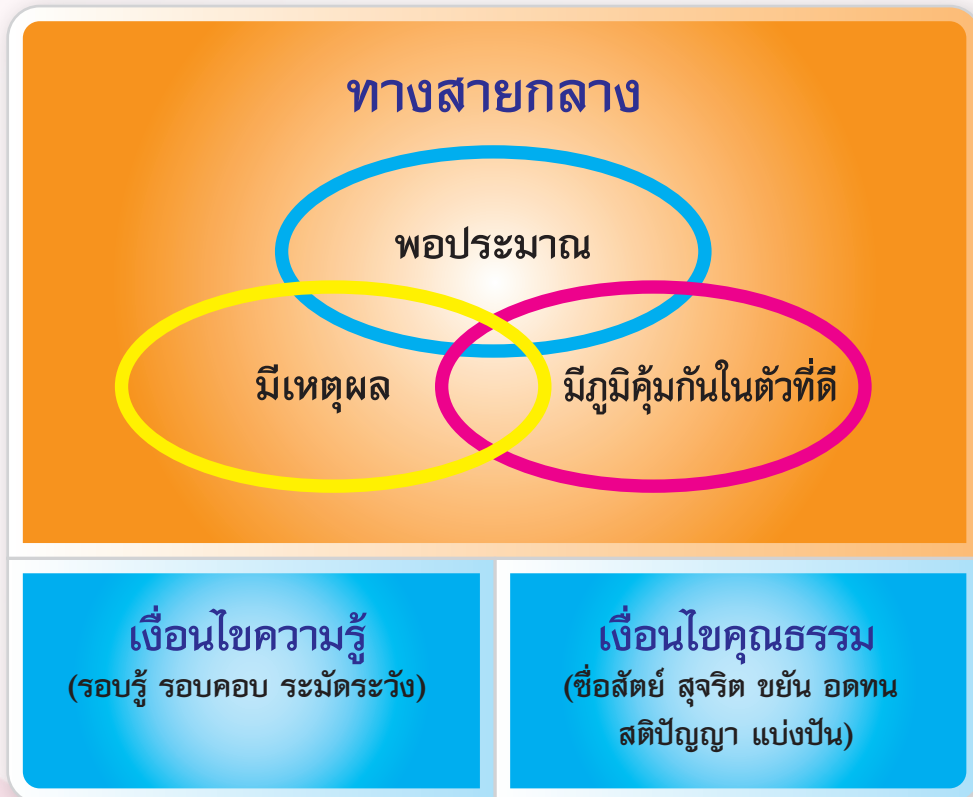 ทางสายกลาง
พอประมาณ
มีเหตุผล
มีภูมิคุ้มกันในตัวที่ดี
เงื่อนไขความรู้
(รอบรู้ รอบคอบ ระมัดระวัง)
เงื่อนไขคุณธรรม
(ซื่อสัตย์ สุจริต ขยัน อดทน
สติปัญญา แบ่งปัน)